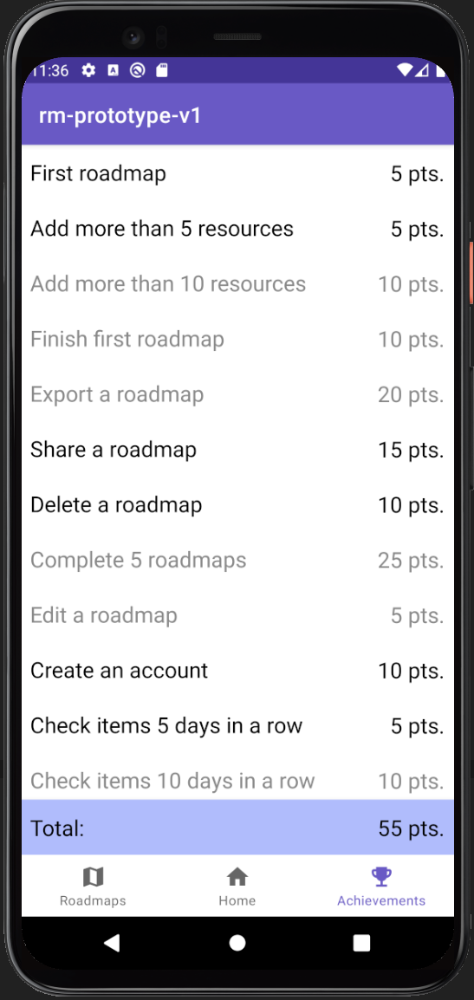 11:36
rm-prototype-v1
First roadmap 5 pts.
Add more than 5 resources 5 pts.
Add more than 10 resources 10 pts.
Finish first roadmap 10 pts.
Export a roadmap 20 pts.
Share a roadmap 15 pts.
Delete a roadmap 10 pts.
Complete 5 roadmaps 25 pts.
Edit a roadmap 5 pts.
Create an account 10 pts.
Check items 5 days in a row 5 pts.
Check items 10 days in a row 10 pts.
Total: 55 pts.
Roadmaps Home Achievements